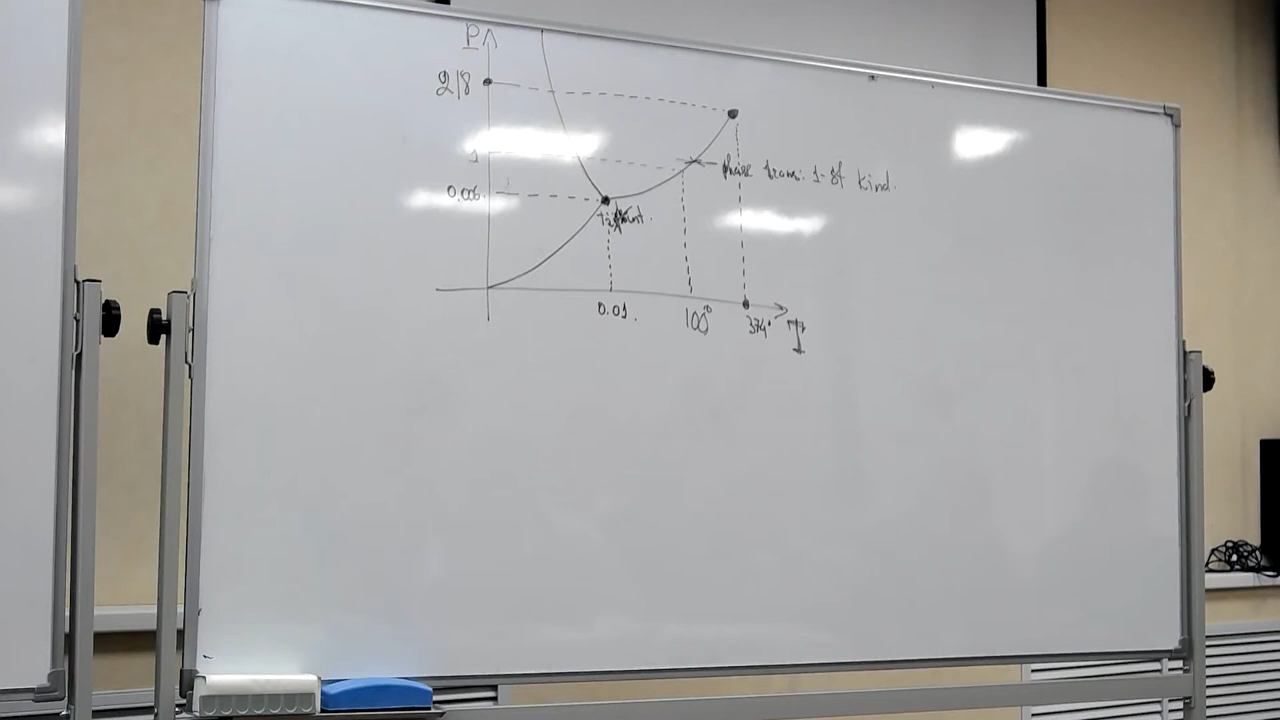 P
218
1
phase trans. 1-st kind.
0.006
0.01.
100°
374°
T